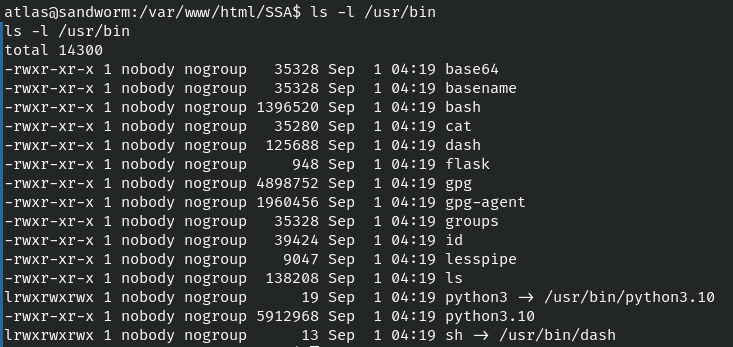 atlas@sandworm:/var/www/html/SSA$ ls -l /usr/bin
ls -l /usr/bin
total 14300
-rwxr-xr-x 1 nobody nogroup   35328 Sep  1 04:19 base64
-rwxr-xr-x 1 nobody nogroup   35328 Sep  1 04:19 basename
-rwxr-xr-x 1 nobody nogroup 1396520 Sep  1 04:19 bash
-rwxr-xr-x 1 nobody nogroup   35280 Sep  1 04:19 cat
-rwxr-xr-x 1 nobody nogroup  125688 Sep  1 04:19 dash
-rwxr-xr-x 1 nobody nogroup     948 Sep  1 04:19 flask
-rwxr-xr-x 1 nobody nogroup 4898752 Sep  1 04:19 gpg
-rwxr-xr-x 1 nobody nogroup 1960456 Sep  1 04:19 gpg-agent
-rwxr-xr-x 1 nobody nogroup   35328 Sep  1 04:19 groups
-rwxr-xr-x 1 nobody nogroup   39424 Sep  1 04:19 id
-rwxr-xr-x 1 nobody nogroup    9047 Sep  1 04:19 lesspipe
-rwxr-xr-x 1 nobody nogroup  138208 Sep  1 04:19 ls
lrwxrwxrwx 1 nobody nogroup      19 Sep  1 04:19 python3 -> /usr/bin/python3.10
-rwxr-xr-x 1 nobody nogroup 5912968 Sep  1 04:19 python3.10
lrwxrwxrwx 1 nobody nogroup      13 Sep  1 04:19 sh -> /usr/bin/dash